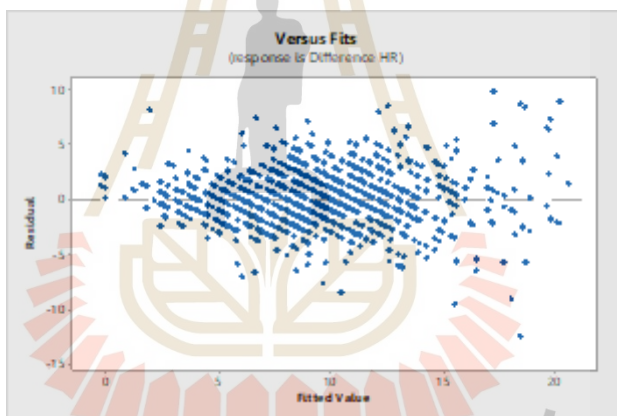 Versus Fits
(response is Difference HR)
10
5
0
-5
-10
-15
Residual
0
5
10
15
20
Fitted Value